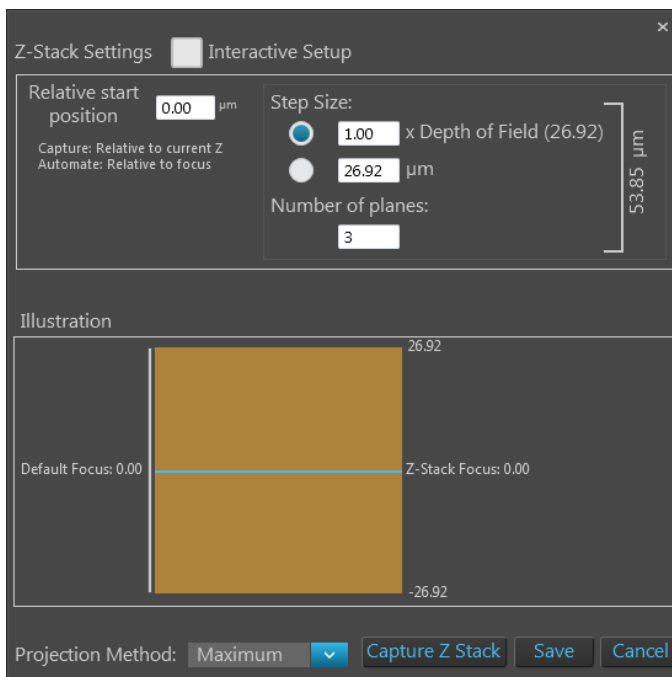 ×
Z-Stack Settings Interactive Setup
Relative start
position 0.00 µm
Capture: Relative to current Z
Automate: Relative to focus
Step Size:
1.00 x Depth of Field (26.92)
26.92 µm
Number of planes:
3
53.85 µm
Illustration
26.92
Default Focus: 0.00
Z-Stack Focus: 0.00
-26.92
Projection Method: Maximum Capture Z Stack Save Cancel